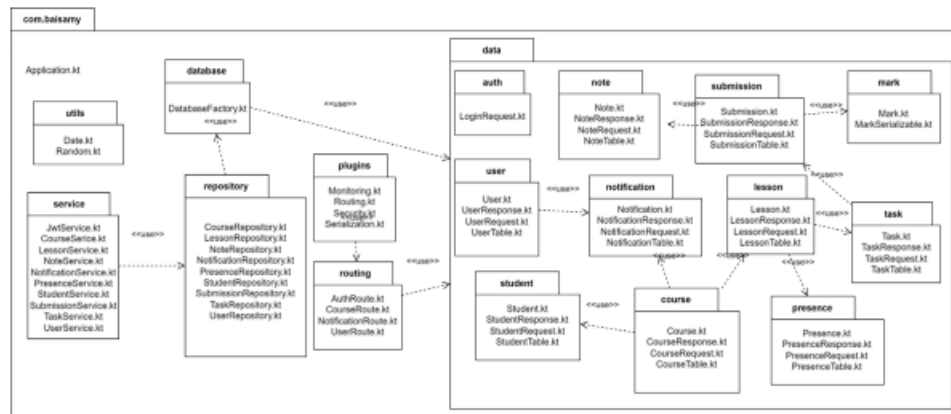 com.baisamy
Application.kt
utils
Date.kt
Random.kt
database
DatabaseFactory.kt
<<use>>
service
JwtService.kt
CourseSerice.kt
LessonService.kt
NoteService.kt
NotificationService.kt
PresenceService.kt
StudentService.kt
SubmissionService.kt
TaskService.kt
UserService.kt
<<use>>
repository
CourseRepository.kt
LessonRepository.kt
NoteRepository.kt
NotificationRepository.kt
PresenceRepository.kt
StudentRepository.kt
SubmissionRepository.kt
TaskRepository.kt
UserRepository.kt
<<use>>
plugins
Monitoring.kt
Routing.kt
Security.kt
Serialization.kt
routing
AuthRoute.kt
CourseRoute.kt
NotificationRoute.kt
UserRoute.kt
<<use>>
data
auth
LoginRequest.kt
note
Note.kt
NoteResponse.kt
NoteRequest.kt
NoteTable.kt
<<use>>
submission
Submission.kt
SubmissionResponse.kt
SubmissionRequest.kt
SubmissionTable.kt
<<use>>
mark
Mark.kt
MarkSerializable.kt
user
User.kt
UserResponse.kt
UserRequest.kt
UserTable.kt
<<use>>
notification
Notification.kt
NotificationResponse.kt
NotificationRequest.kt
NotificationTable.kt
lesson
Lesson.kt
LessonResponse.kt
LessonRequest.kt
LessonTable.kt
<<use>>
<<use>>
task
Task.kt
TaskResponse.kt
TaskRequest.kt
TaskTable.kt
<<use>>
<<use>>
<<use>>
student
Student.kt
StudentResponse.kt
StudentRequest.kt
StudentTable.kt
<<use>>
course
Course.kt
CourseResponse.kt
CourseRequest.kt
CourseTable.kt
presence
Presence.kt
PresenceResponse.kt
PresenceRequest.kt
PresenceTable.kt